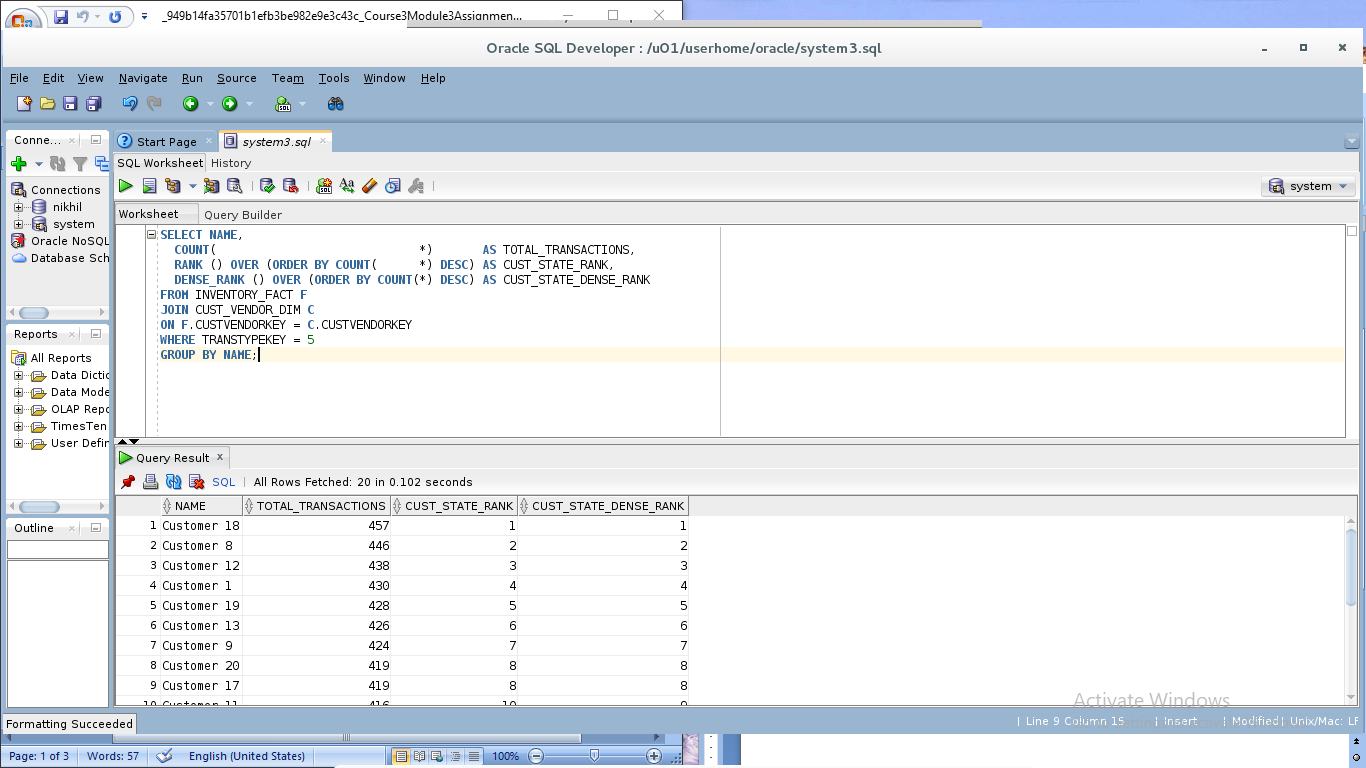 _949b14fa35701b1efb3be982e9e3c43c_Course3Module3Assignmen...
Oracle SQL Developer : /u01/userhome/oracle/system3.sql
File Edit View Navigate Run Source Team Tools Window Help
Conne...
Start Page
system3.sql
SQL Worksheet History
system
Connections
nikhil
system
Oracle NoSQL
Database Sch
Worksheet Query Builder
SELECT NAME,
COUNT( *) AS TOTAL_TRANSACTIONS,
RANK () OVER (ORDER BY COUNT( *) DESC) AS CUST_STATE_RANK,
DENSE_RANK () OVER (ORDER BY COUNT(*) DESC) AS CUST_STATE_DENSE_RANK
FROM INVENTORY_FACT F
JOIN CUST_VENDOR_DIM C
ON F.CUSTVENDORKEY = C.CUSTVENDORKEY
WHERE TRANSTYPEKEY = 5
GROUP BY NAME;
Reports
All Reports
Data Dictio
Data Mode
OLAP Repo
TimesTen
User Defin
Query Result
SQL | All Rows Fetched: 20 in 0.102 seconds
NAME TOTAL_TRANSACTIONS CUST_STATE_RANK CUST_STATE_DENSE_RANK
1 Customer 18 457 1 1
2 Customer 8 446 2 2
3 Customer 12 438 3 3
4 Customer 1 430 4 4
5 Customer 19 428 5 5
6 Customer 13 426 6 6
7 Customer 9 424 7 7
8 Customer 20 419 8 8
9 Customer 17 419 8 8
10 Customer 11 416 10 9
Outline
Activate Windows
Formatting Succeeded
| Line 9 Column 15 | Insert | Modified | Unix/Mac: LF
Page: 1 of 3 Words: 57 English (United States) 100%